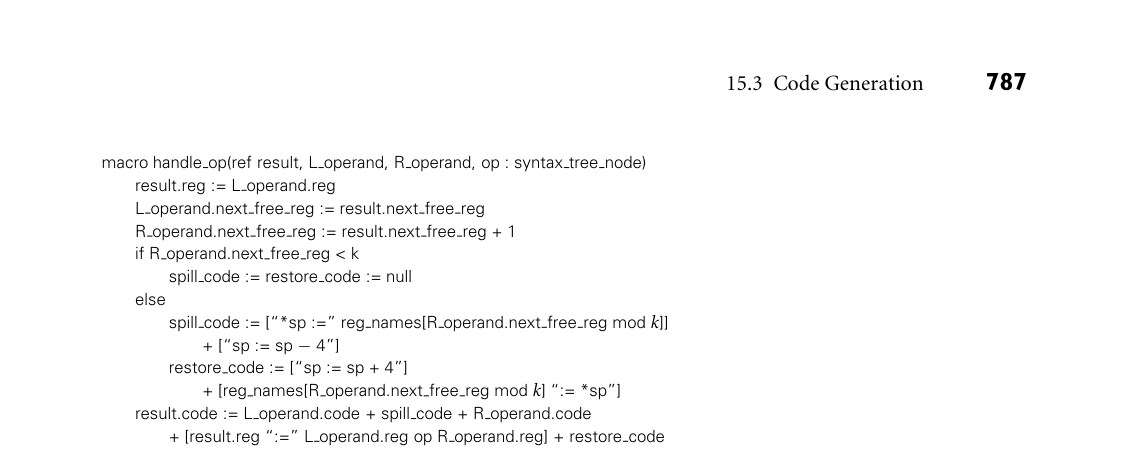 15.3 Code Generation 787
macro handle_op(ref result, L_operand, R_operand, op : syntax_tree_node)
result.reg := L_operand.reg
L_operand.next_free_reg := result.next_free_reg
R_operand.next_free_reg := result.next_free_reg + 1
if R_operand.next_free_reg < k
spill_code := restore_code := null
else
spill_code := [“*sp :=” reg_names[R_operand.next_free_reg mod k]]
+ [“sp := sp − 4”]
restore_code := [“sp := sp + 4”]
+ [reg_names[R_operand.next_free_reg mod k] “:= *sp”]
result.code := L_operand.code + spill_code + R_operand.code
+ [result.reg “:=” L_operand.reg op R_operand.reg] + restore_code